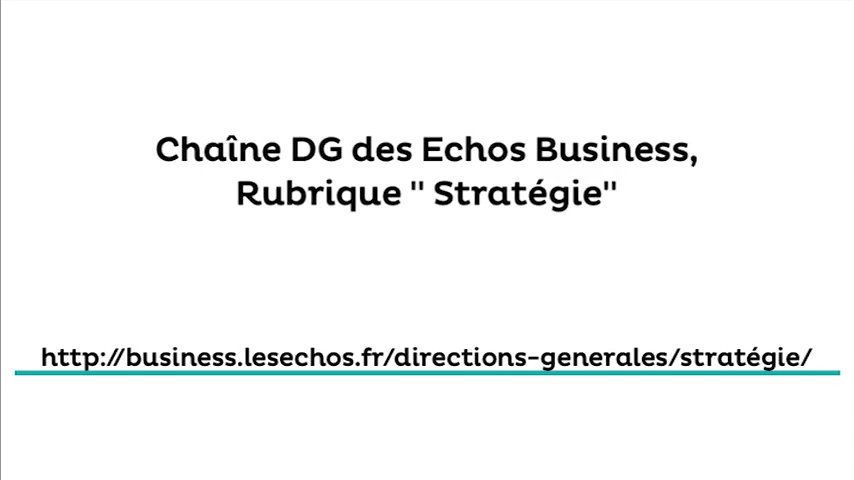 Chaîne DG des Echos Business,
Rubrique " Stratégie"
http://business.lesechos.fr/directions-generales/stratégie/